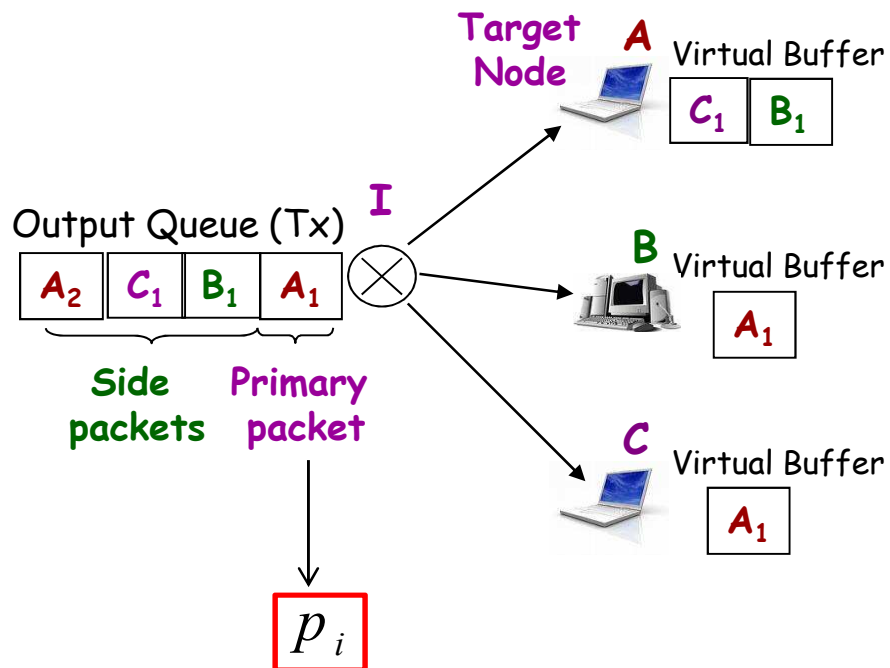 Target
Node
A
Virtual Buffer
C₁ B₁
I
Output Queue (Tx)
A₂ C₁ B₁ A₁
B
Virtual Buffer
A₁
Side
packets
Primary
packet
C
Virtual Buffer
A₁
p i